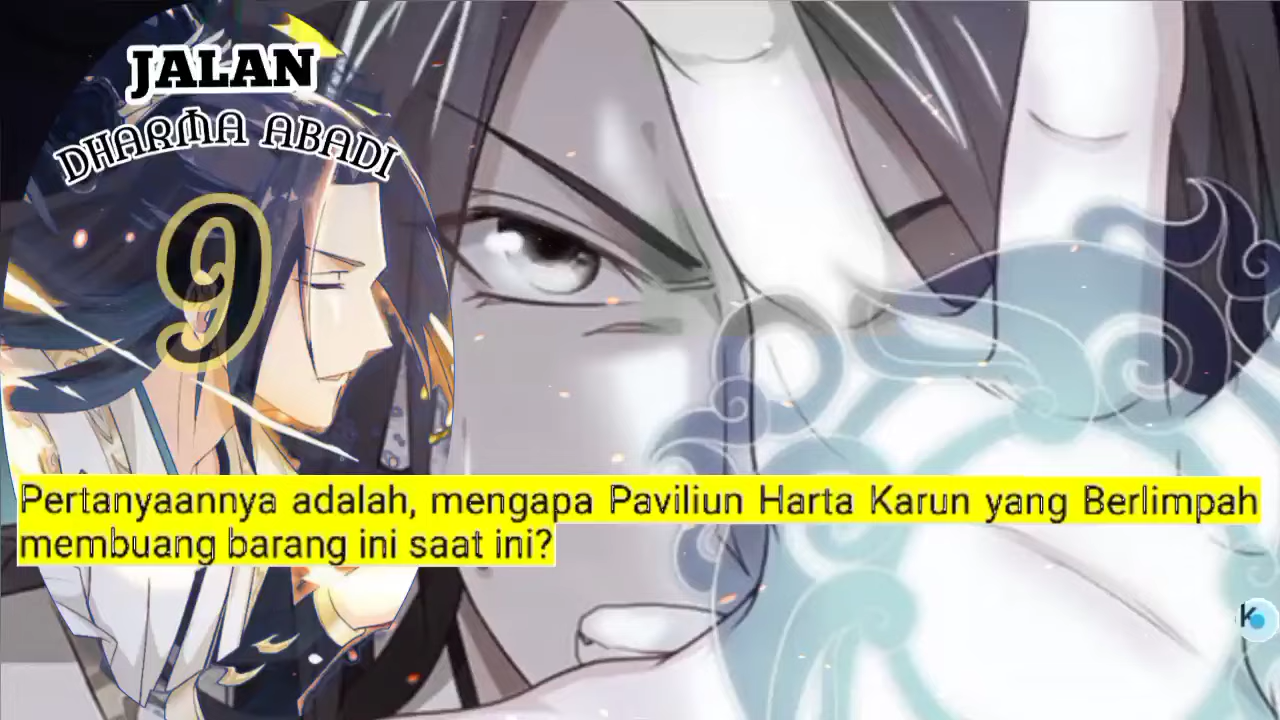 JALAN
DHARMA ABADI
9
Pertanyaannya adalah, mengapa Paviliun Harta Karun yang Berlimpah
membuang barang ini saat ini?
K